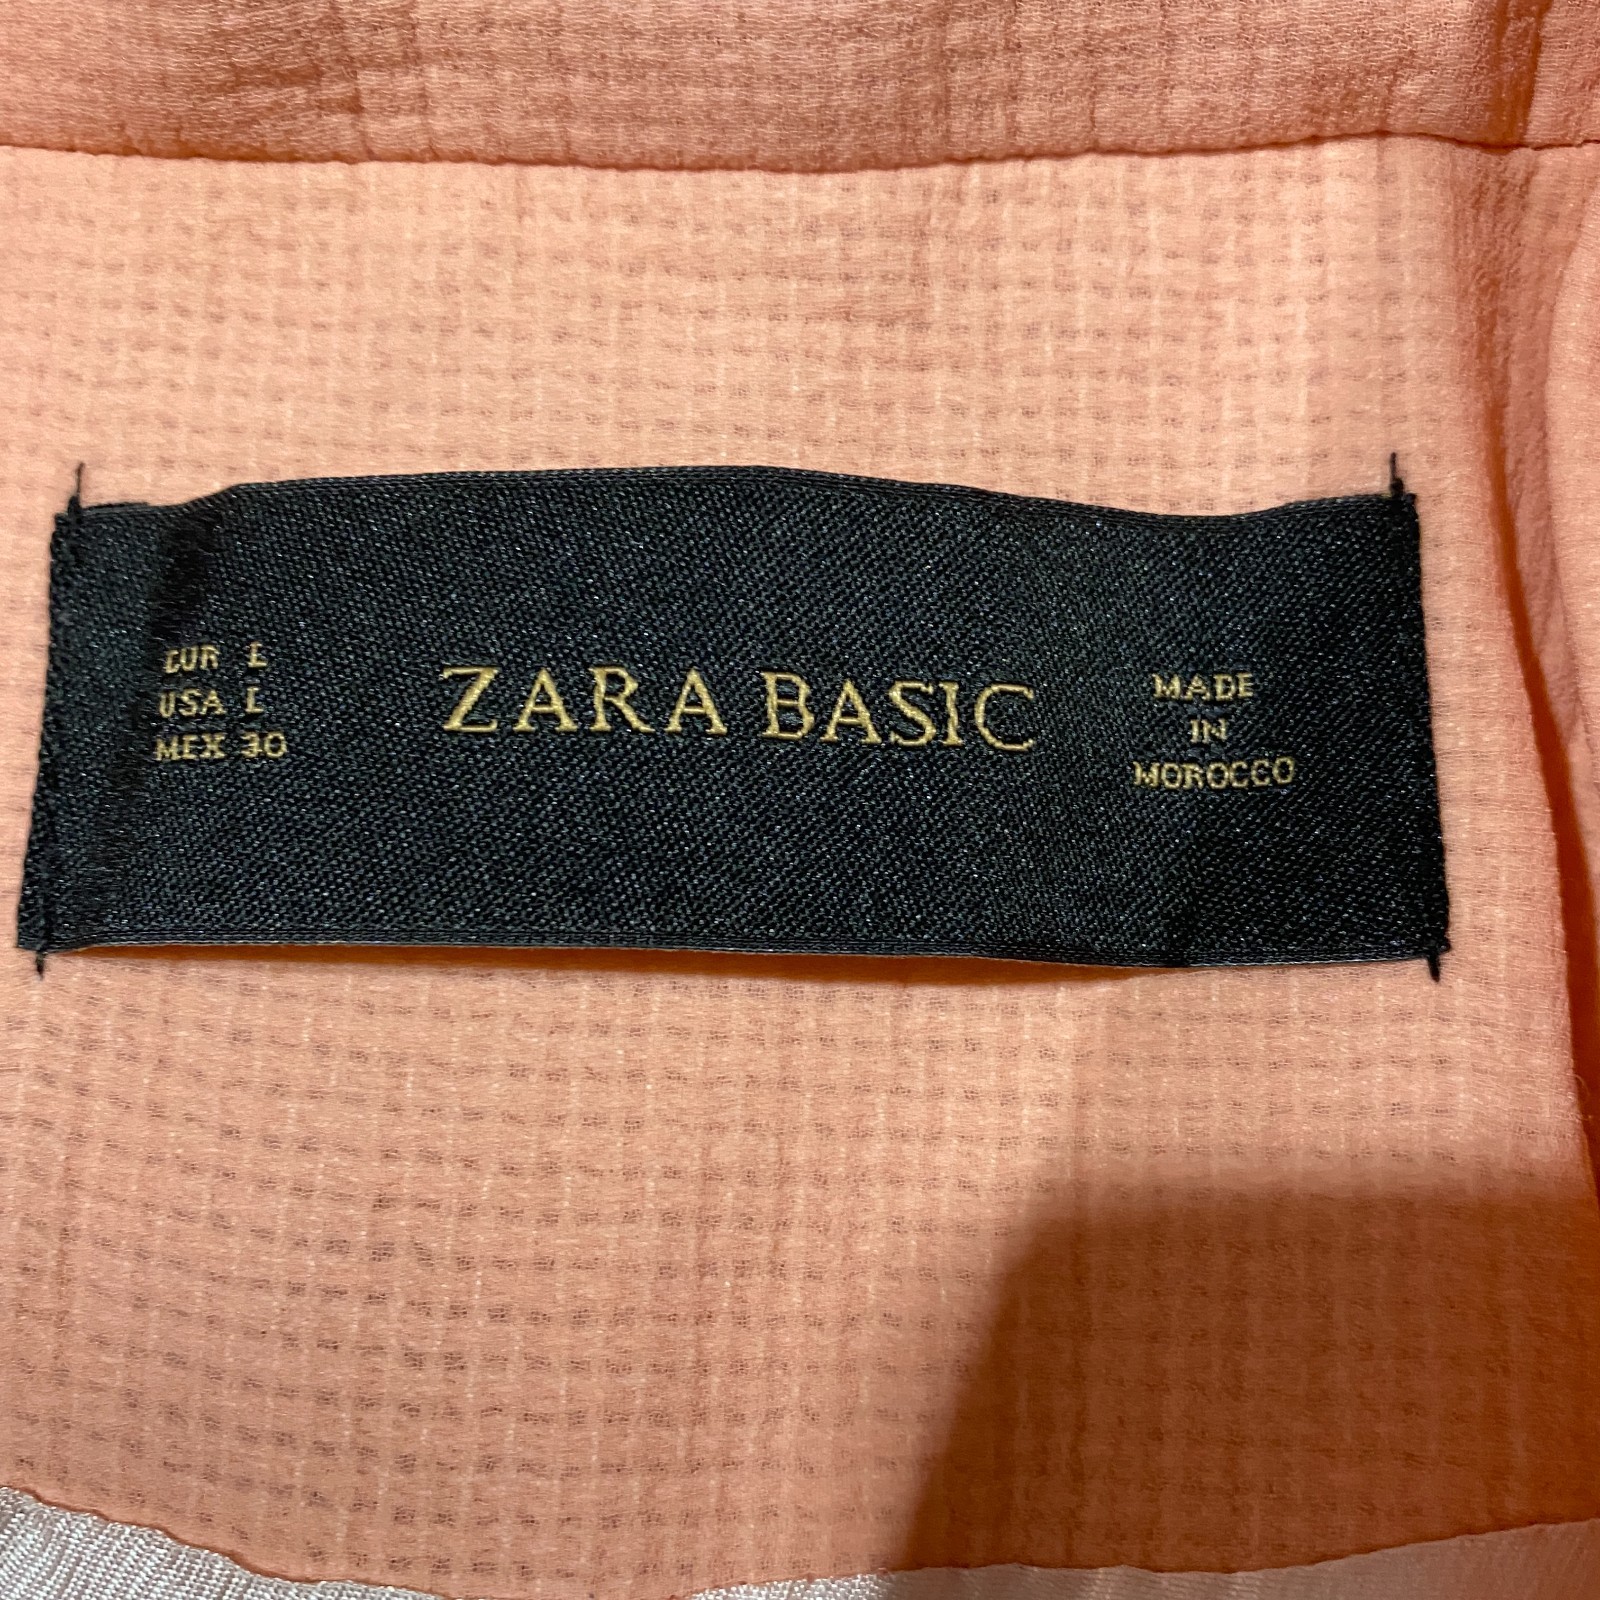 EUR L
USA L
MEX 30
ZARA BASIC
MADE
IN
MOROCCO